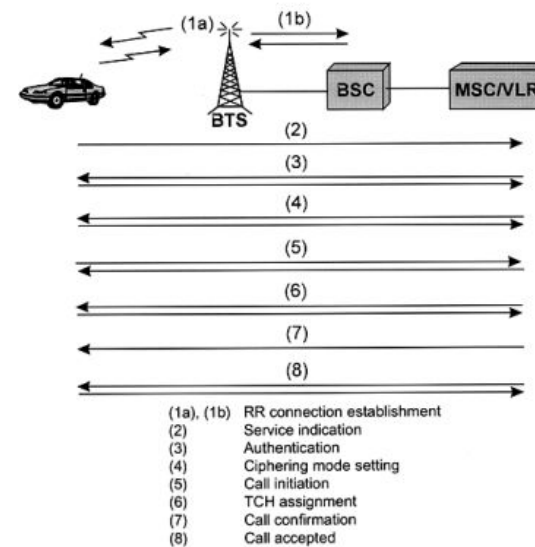 (1a)
(1b)
BTS
BSC
MSC/VLR
(2)
(3)
(4)
(5)
(6)
(7)
(8)
(1a), (1b) RR connection establishment
(2) Service indication
(3) Authentication
(4) Ciphering mode setting
(5) Call initiation
(6) TCH assignment
(7) Call confirmation
(8) Call accepted